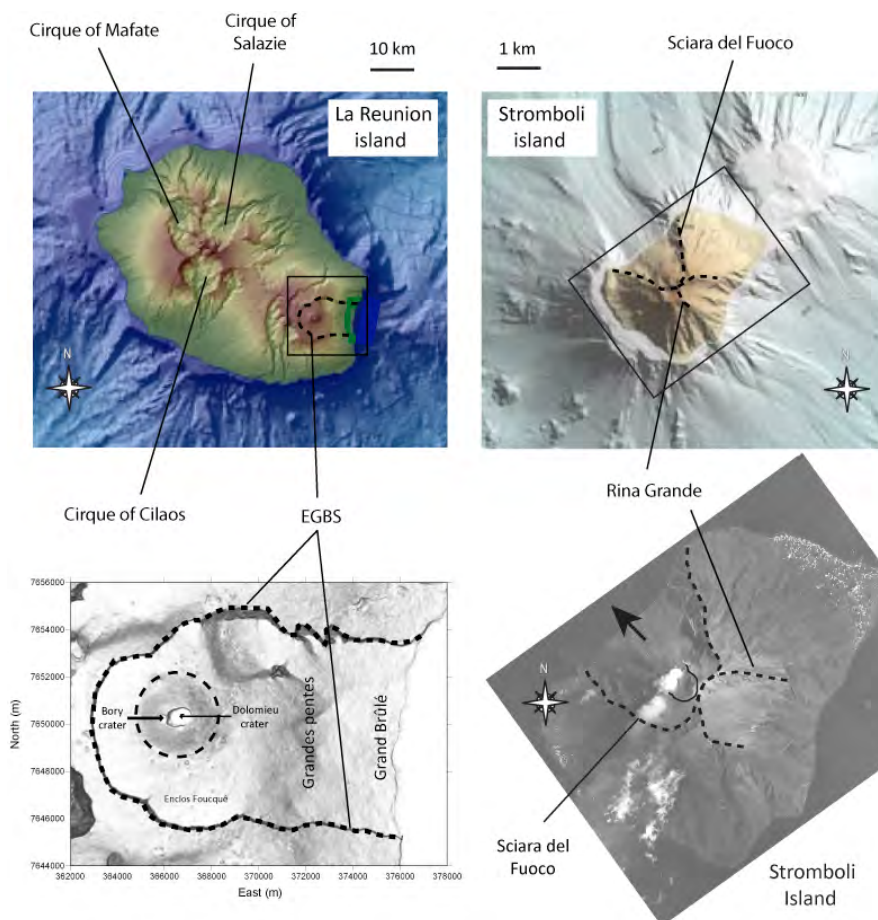 Cirque of Mafate
Cirque of
Salazie
10 km
1 km
Sciara del Fuoco
La Reunion
island
Stromboli
island
N
N
Cirque of Cilaos
EGBS
Rina Grande
7656000
7654000
7652000
7650000
7648000
7646000
7644000
North (m)
Bory
crater
Dolomieu
crater
Grandes pentes
Grand Brûlé
Enclos Foucqué
362000
364000
366000
368000
370000
372000
374000
376000
378000
East (m)
N
Sciara del
Fuoco
Stromboli
Island